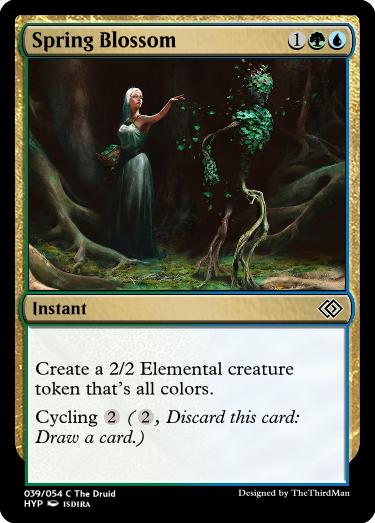 Spring Blossom 1
Instant
Create a 2/2 Elemental creature
token that's all colors.
Cycling 2 (2, Discard this card:
Draw a card.)
039/054 C The Druid
HYP ISDIRA
Designed by TheThirdMan